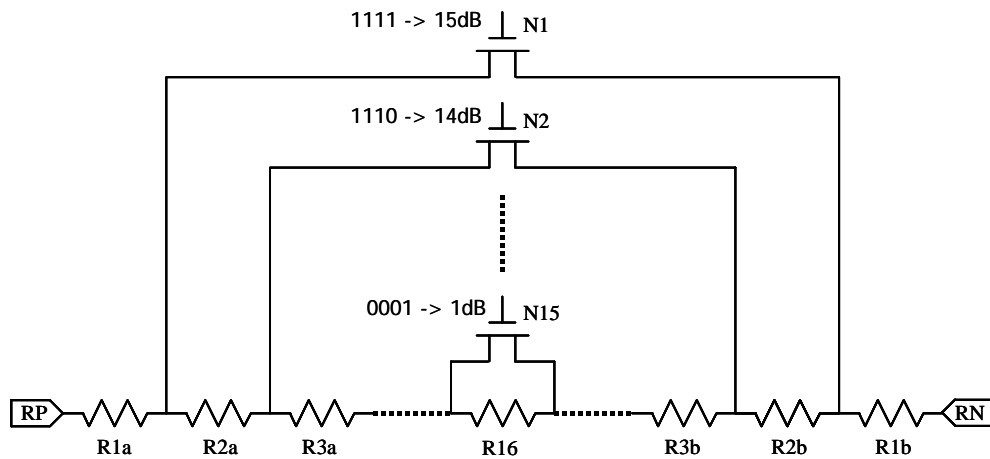 1111 -> 15dB N1
1110 -> 14dB N2
0001 -> 1dB N15
RP RN
R1a R2a R3a R16 R3b R2b R1b